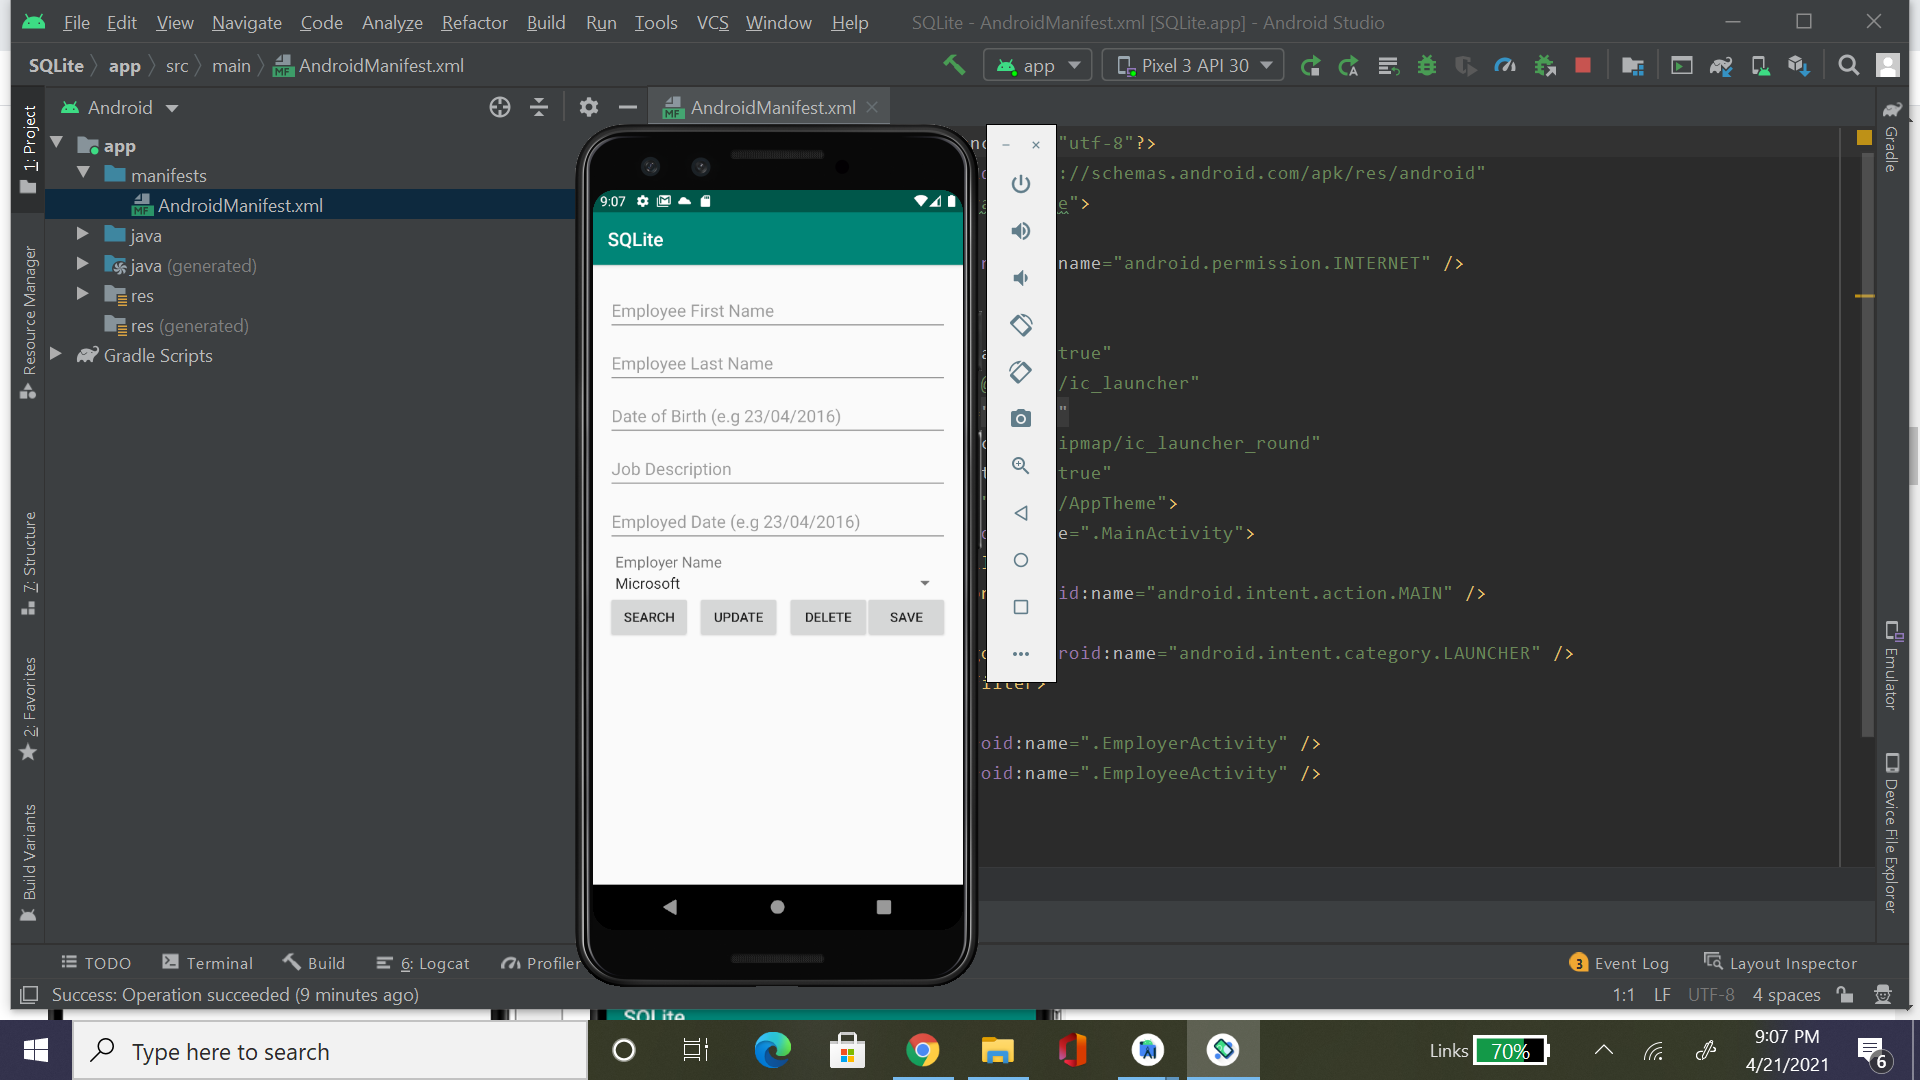 File Edit View Navigate Code Analyze Refactor Build Run Tools VCS Window Help SQLite - AndroidManifest.xml [SQLite.app] - Android Studio
SQLite app src main AndroidManifest.xml app Pixel 3 API 30
1: Project
Resource Manager
7: Structure
2: Favorites
Build Variants
Android
app
manifests
AndroidManifest.xml
java
java (generated)
res
res (generated)
Gradle Scripts
AndroidManifest.xml
9:07
SQLite
Employee First Name
Employee Last Name
Date of Birth (e.g 23/04/2016)
Job Description
Employed Date (e.g 23/04/2016)
Employer Name
Microsoft
SEARCH UPDATE DELETE SAVE
"utf-8"?>
://schemas.android.com/apk/res/android"
e">
name="android.permission.INTERNET" />
true"
/ic_launcher"
"
ipmap/ic_launcher_round"
true"
/AppTheme">
e=".MainActivity">
id:name="android.intent.action.MAIN" />
roid:name="android.intent.category.LAUNCHER" />
oid:name=".EmployerActivity" />
oid:name=".EmployeeActivity" />
Gradle
Emulator
Device File Explorer
TODO Terminal Build 6: Logcat Profiler 3 Event Log Layout Inspector
Success: Operation succeeded (9 minutes ago) 1:1 LF UTF-8 4 spaces
SQLite
Type here to search Links 70% 9:07 PM
4/21/2021
6